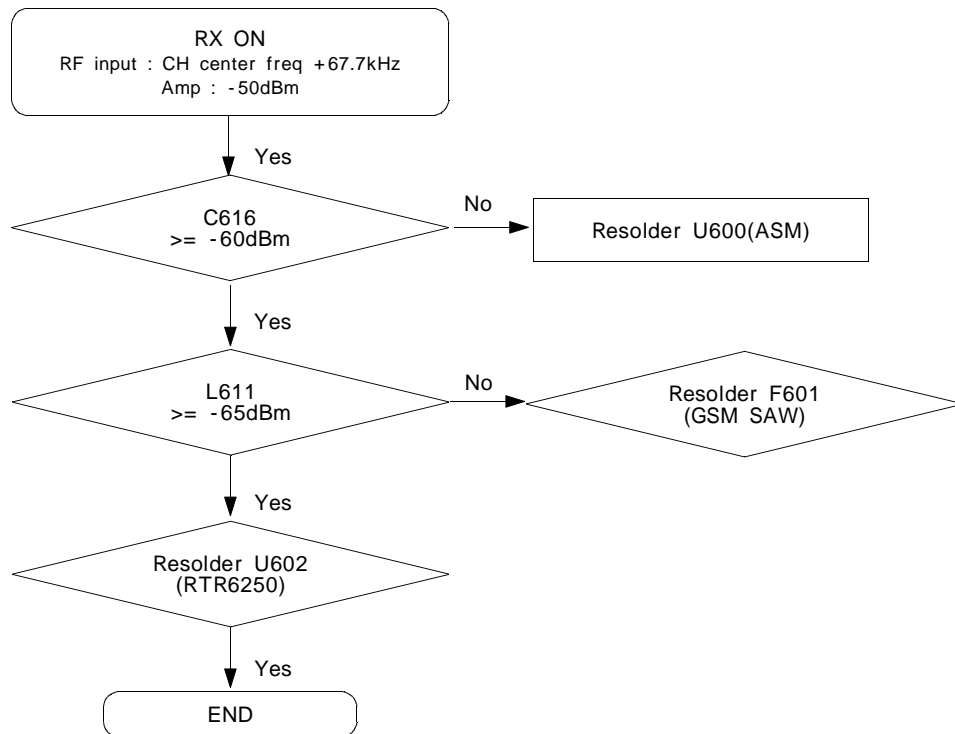 RX ON
RF input : CH center freq +67.7kHz
Amp : -50dBm
Yes
C616
>= -60dBm
No
Resolder U600(ASM)
Yes
L611
>= -65dBm
No
Resolder F601
(GSM SAW)
Yes
Resolder U602
(RTR6250)
Yes
END